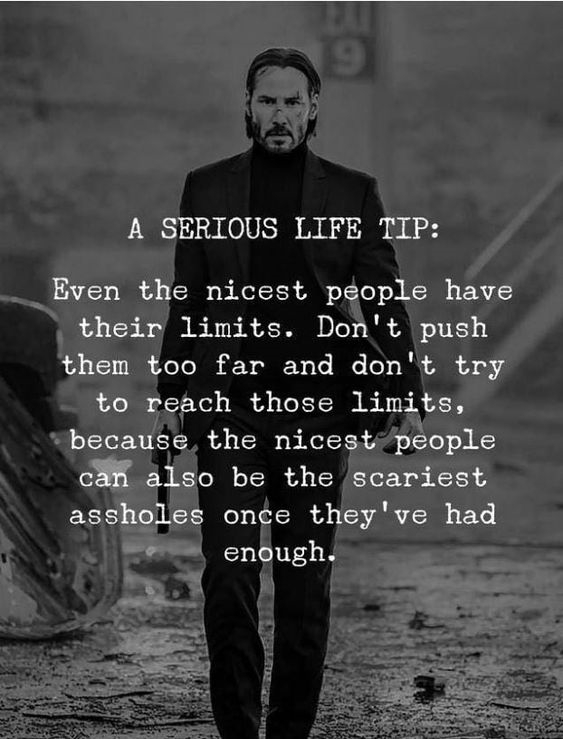 9
A SERIOUS LIFE TIP:
Even the nicest people have
their limits. Don't push
them too far and don't try
to reach those limits,
because the nicest people
can also be the scariest
assholes once they've had
enough.